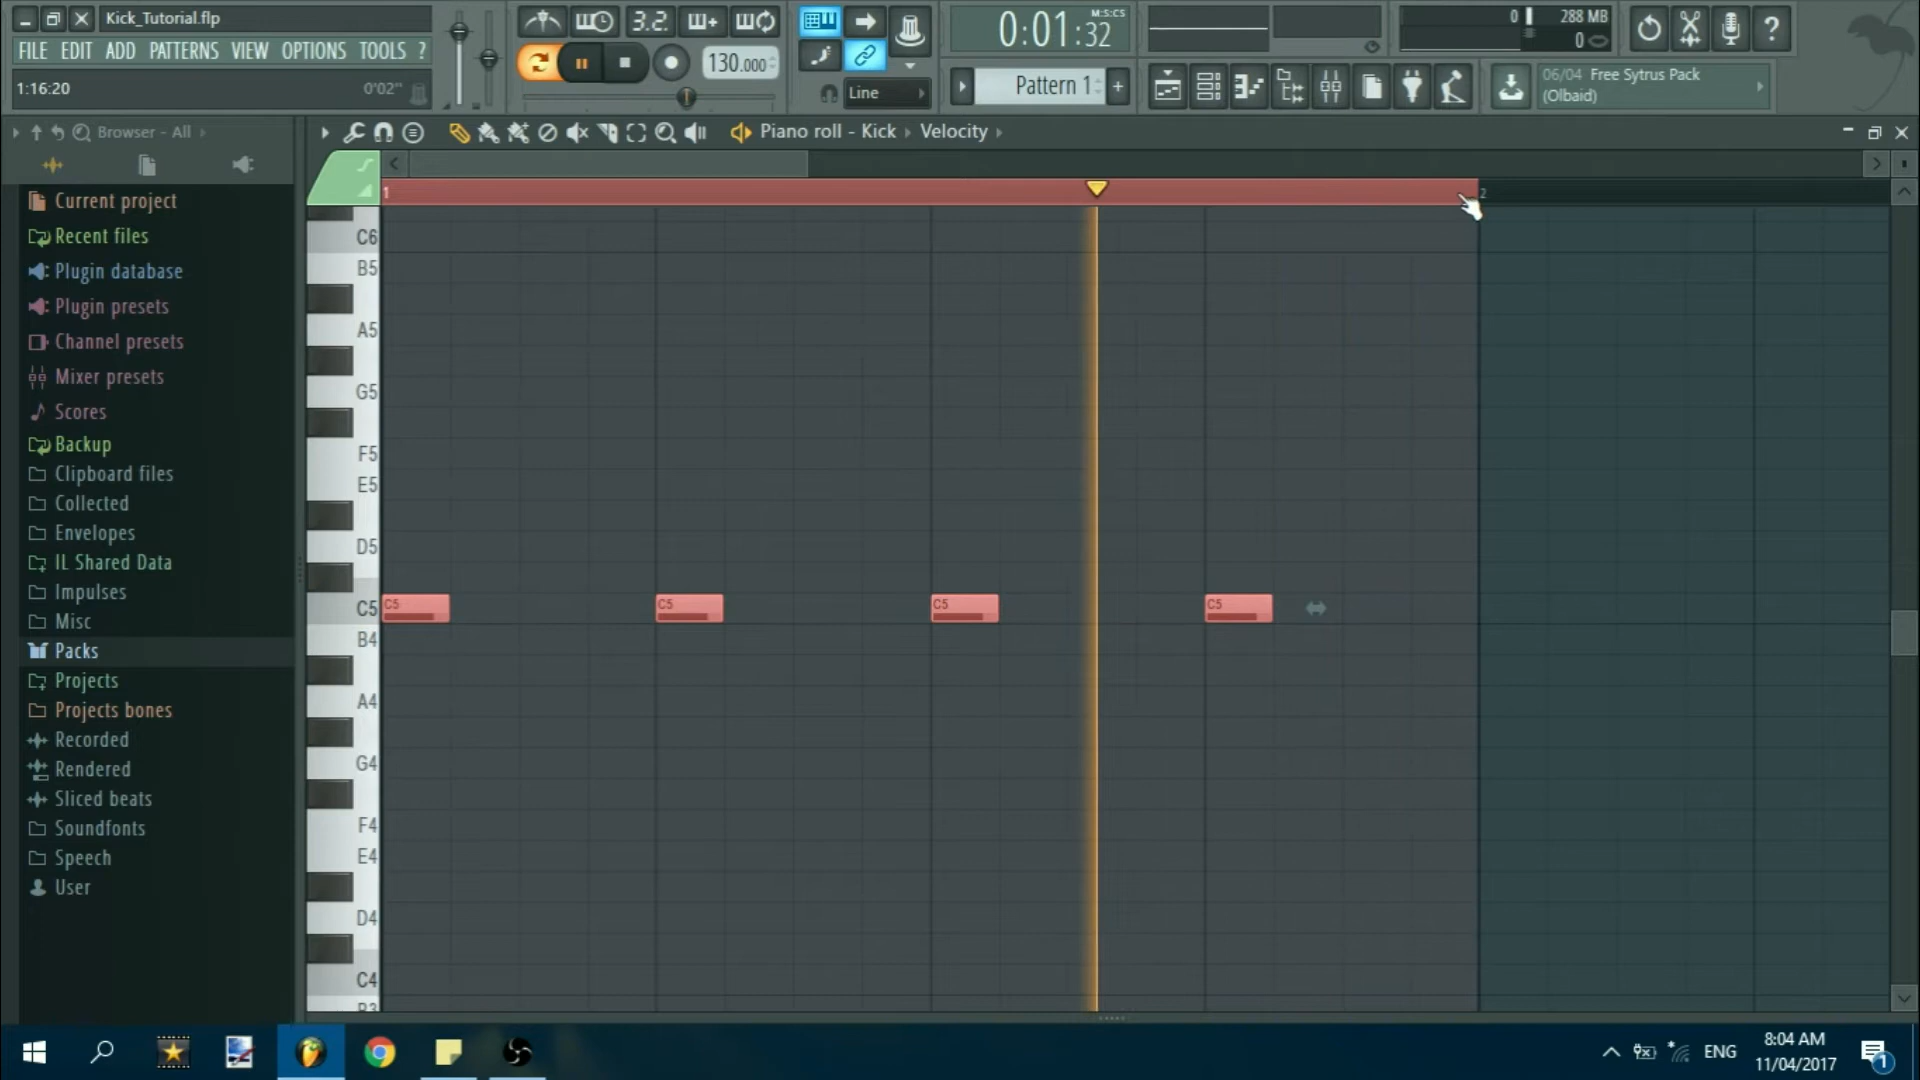 Kick_Tutorial.flp
FILE EDIT ADD PATTERNS VIEW OPTIONS TOOLS ?
1:16:20 0'02''
3.2.
130.000
Line
0:01:32
M:S:CS
Pattern 1
+
0
288 MB
0
?
06/04 Free Sytrus Pack
(Olbaid)
Browser - All
Piano roll - Kick Velocity
Current project
Recent files
Plugin database
Plugin presets
Channel presets
Mixer presets
Scores
Backup
Clipboard files
Collected
Envelopes
IL Shared Data
Impulses
Misc
Packs
Projects
Projects bones
Recorded
Rendered
Sliced beats
Soundfonts
Speech
User
1
2
C6
B5
A5
G5
F5
E5
D5
C5 C5 C5 C5 C5
B4
A4
G4
F4
E4
D4
C4
B3
ENG
8:04 AM
11/04/2017
1